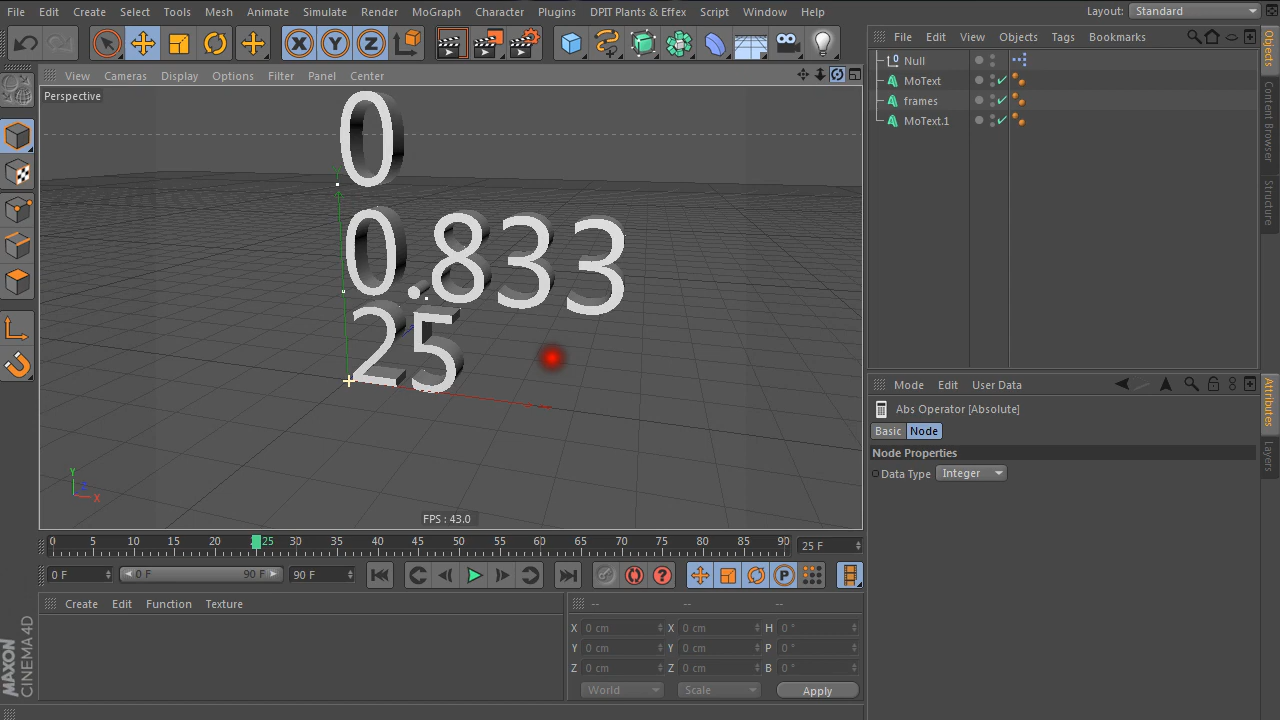 File Edit Create Select Tools Mesh Animate Simulate Render MoGraph Character Plugins DPIT Plants & Effex Script Window Help Layout: Standard
X Y Z
File Edit View Objects Tags Bookmarks
View Cameras Display Options Filter Panel Center
Perspective
Null
MoText
frames
MoText.1
Objects
Content Browser
Structure
0
0.833
25
Y
Z
X
FPS : 43.0
Mode Edit User Data
Abs Operator [Absolute]
Basic Node
Node Properties
Data Type Integer
Attributes
Layers
0 5 10 15 20 25 30 35 40 45 50 55 60 65 70 75 80 85 90 25 F
0 F 0 F 90 F 90 F P
Create Edit Function Texture
-- -- --
X 0 cm X 0 cm H 0 °
Y 0 cm Y 0 cm P 0 °
Z 0 cm Z 0 cm B 0 °
World Scale Apply
MAXON
CINEMA 4D